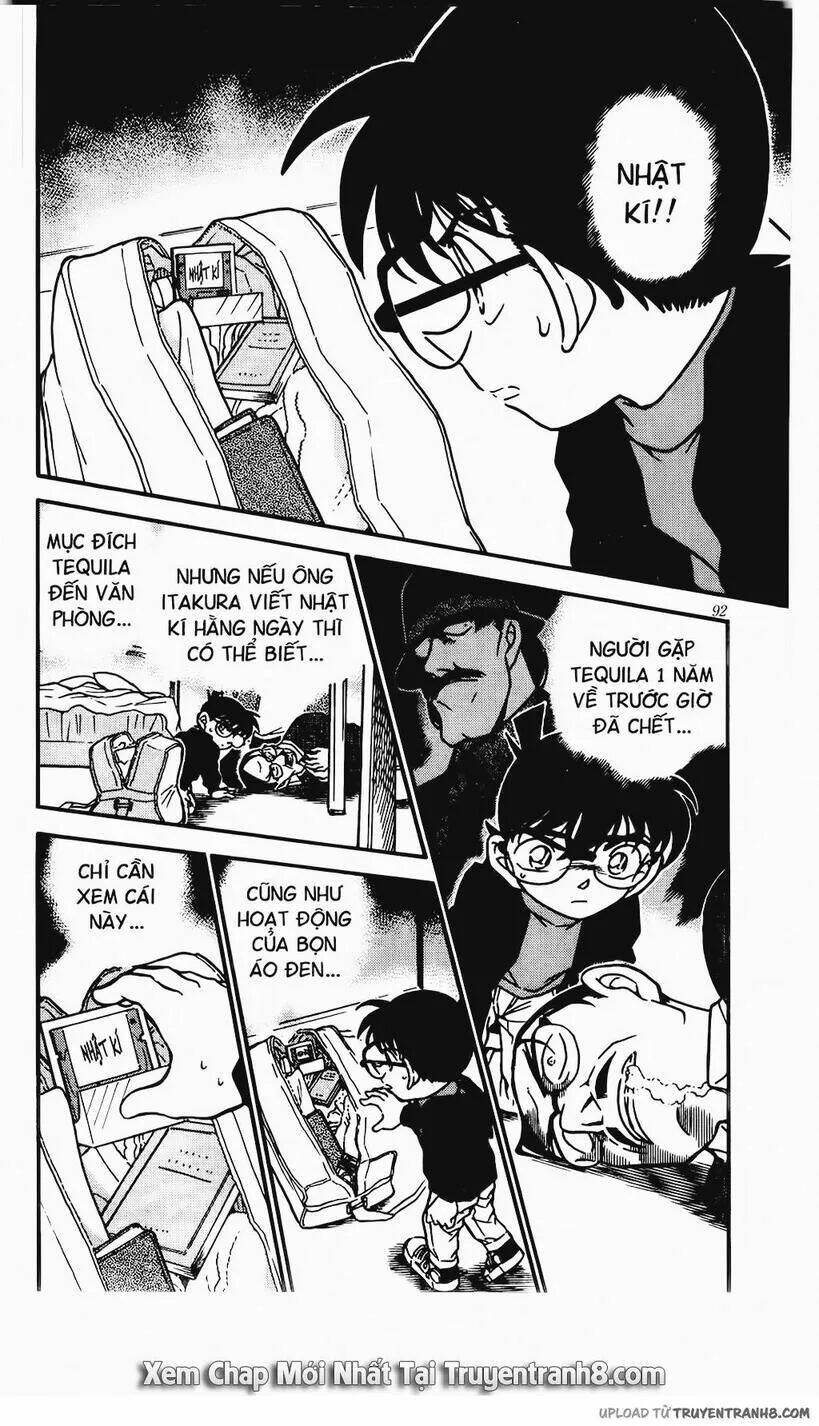 NHẬT
KÍ!!
NHẬT KÍ
92
NGƯỜI GẶP
TEQUILA 1 NĂM
VỀ TRƯỚC GIỜ
ĐÃ CHẾT...
NHƯNG NẾU ÔNG
ITAKURA VIẾT NHẬT
KÍ HẰNG NGÀY THÌ
CÓ THỂ BIẾT...
MỤC ĐÍCH
TEQUILA
ĐẾN VĂN
PHÒNG...
CŨNG NHƯ
HOẠT ĐỘNG
CỦA BỌN
ÁO ĐEN...
CHỈ CẦN
XEM CÁI
NÀY...
NHẬT KÍ
Xem Chap Mới Nhất Tại Truyentranh8.com
UPLOAD TỪ TRUYENTRANH8.COM